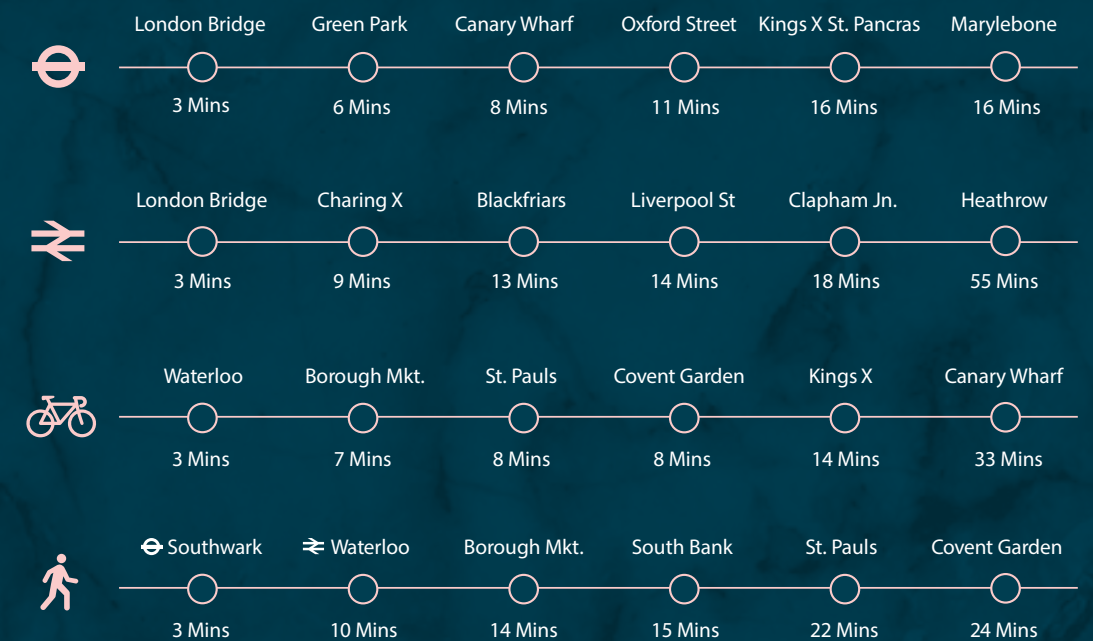 London Bridge Green Park Canary Wharf Oxford Street Kings X St. Pancras Marylebone
3 Mins 6 Mins 8 Mins 11 Mins 16 Mins 16 Mins
London Bridge Charing X Blackfriars Liverpool St Clapham Jn. Heathrow
3 Mins 9 Mins 13 Mins 14 Mins 18 Mins 55 Mins
Waterloo Borough Mkt. St. Pauls Covent Garden Kings X Canary Wharf
3 Mins 7 Mins 8 Mins 8 Mins 14 Mins 33 Mins
Southwark Waterloo Borough Mkt. South Bank St. Pauls Covent Garden
3 Mins 10 Mins 14 Mins 15 Mins 22 Mins 24 Mins